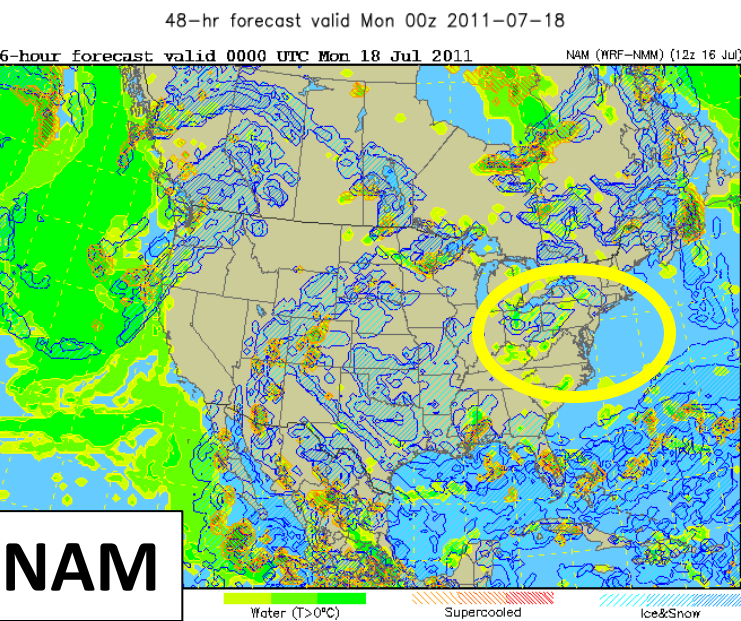 48-hr forecast valid Mon 00z 2011-07-18
6-hour forecast valid 0000 UTC Mon 18 Jul 2011
NAM (WRF-NMM) (12z 16 Jul)
NAM
Water (T>0°C)
Supercooled
Ice&Snow